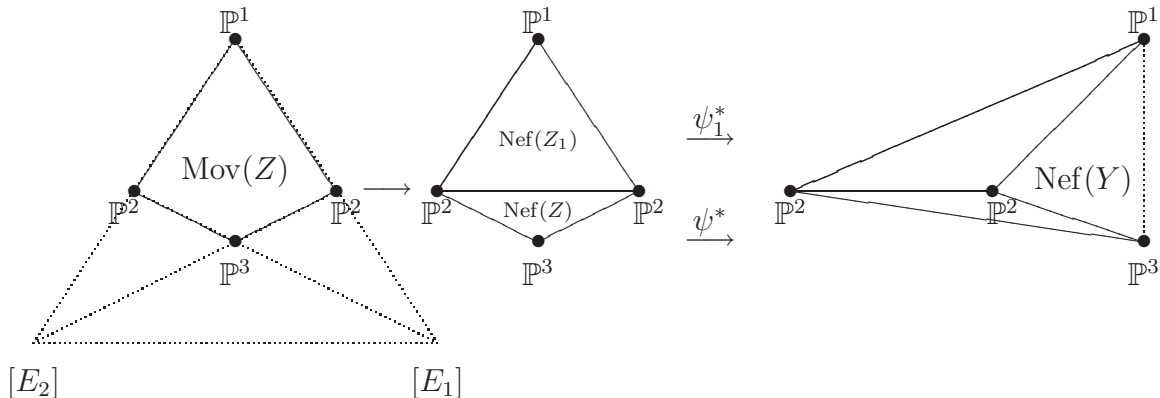 ℙ¹ ℙ¹ ℙ¹
Nef(Z₁) ψ₁*
Mov(Z) Nef(Y)
ℙ² ℙ² ℙ² Nef(Z) ℙ² ψ* ℙ² ℙ²
ℙ³ ℙ³ ℙ³
[E₂] [E₁]